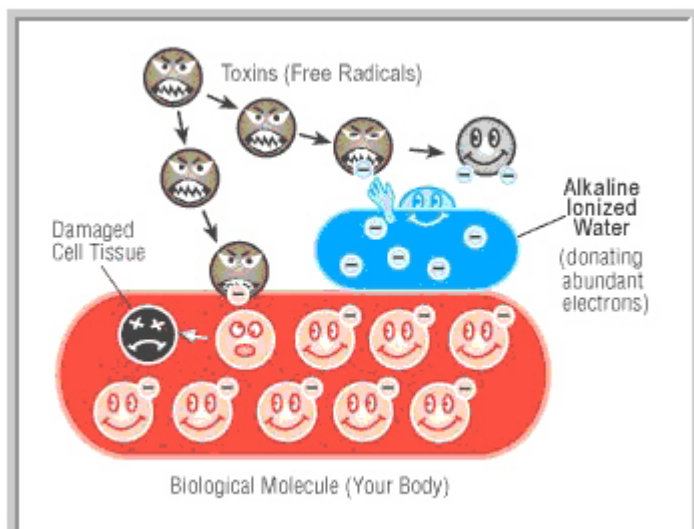 Toxins (Free Radicals)
Alkaline
Ionized
Water
(donating
abundant
electrons)
Damaged
Cell Tissue
Biological Molecule (Your Body)